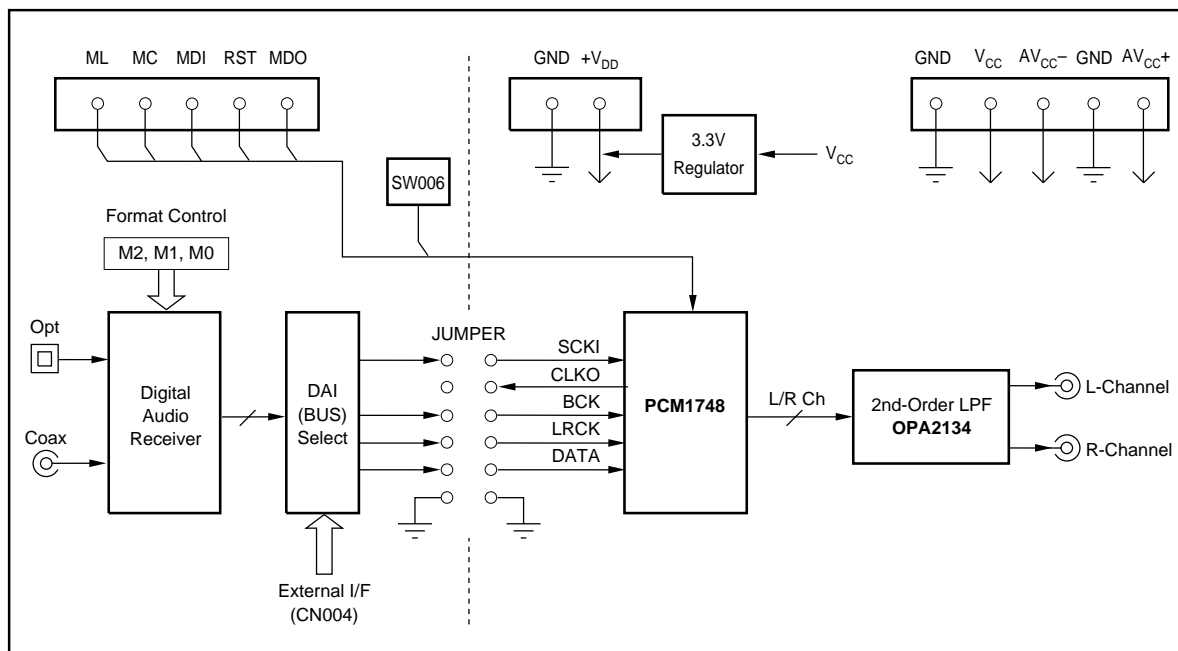 ML MC MDI RST MDO
GND +VDD
GND VCC AVCC− GND AVCC+
3.3V
Regulator
VCC
SW006
Format Control
M2, M1, M0
Opt
Coax
Digital
Audio
Receiver
DAI
(BUS)
Select
External I/F
(CN004)
JUMPER
SCKI
CLKO
BCK
LRCK
DATA
PCM1748
L/R Ch
2nd-Order LPF
OPA2134
L-Channel
R-Channel